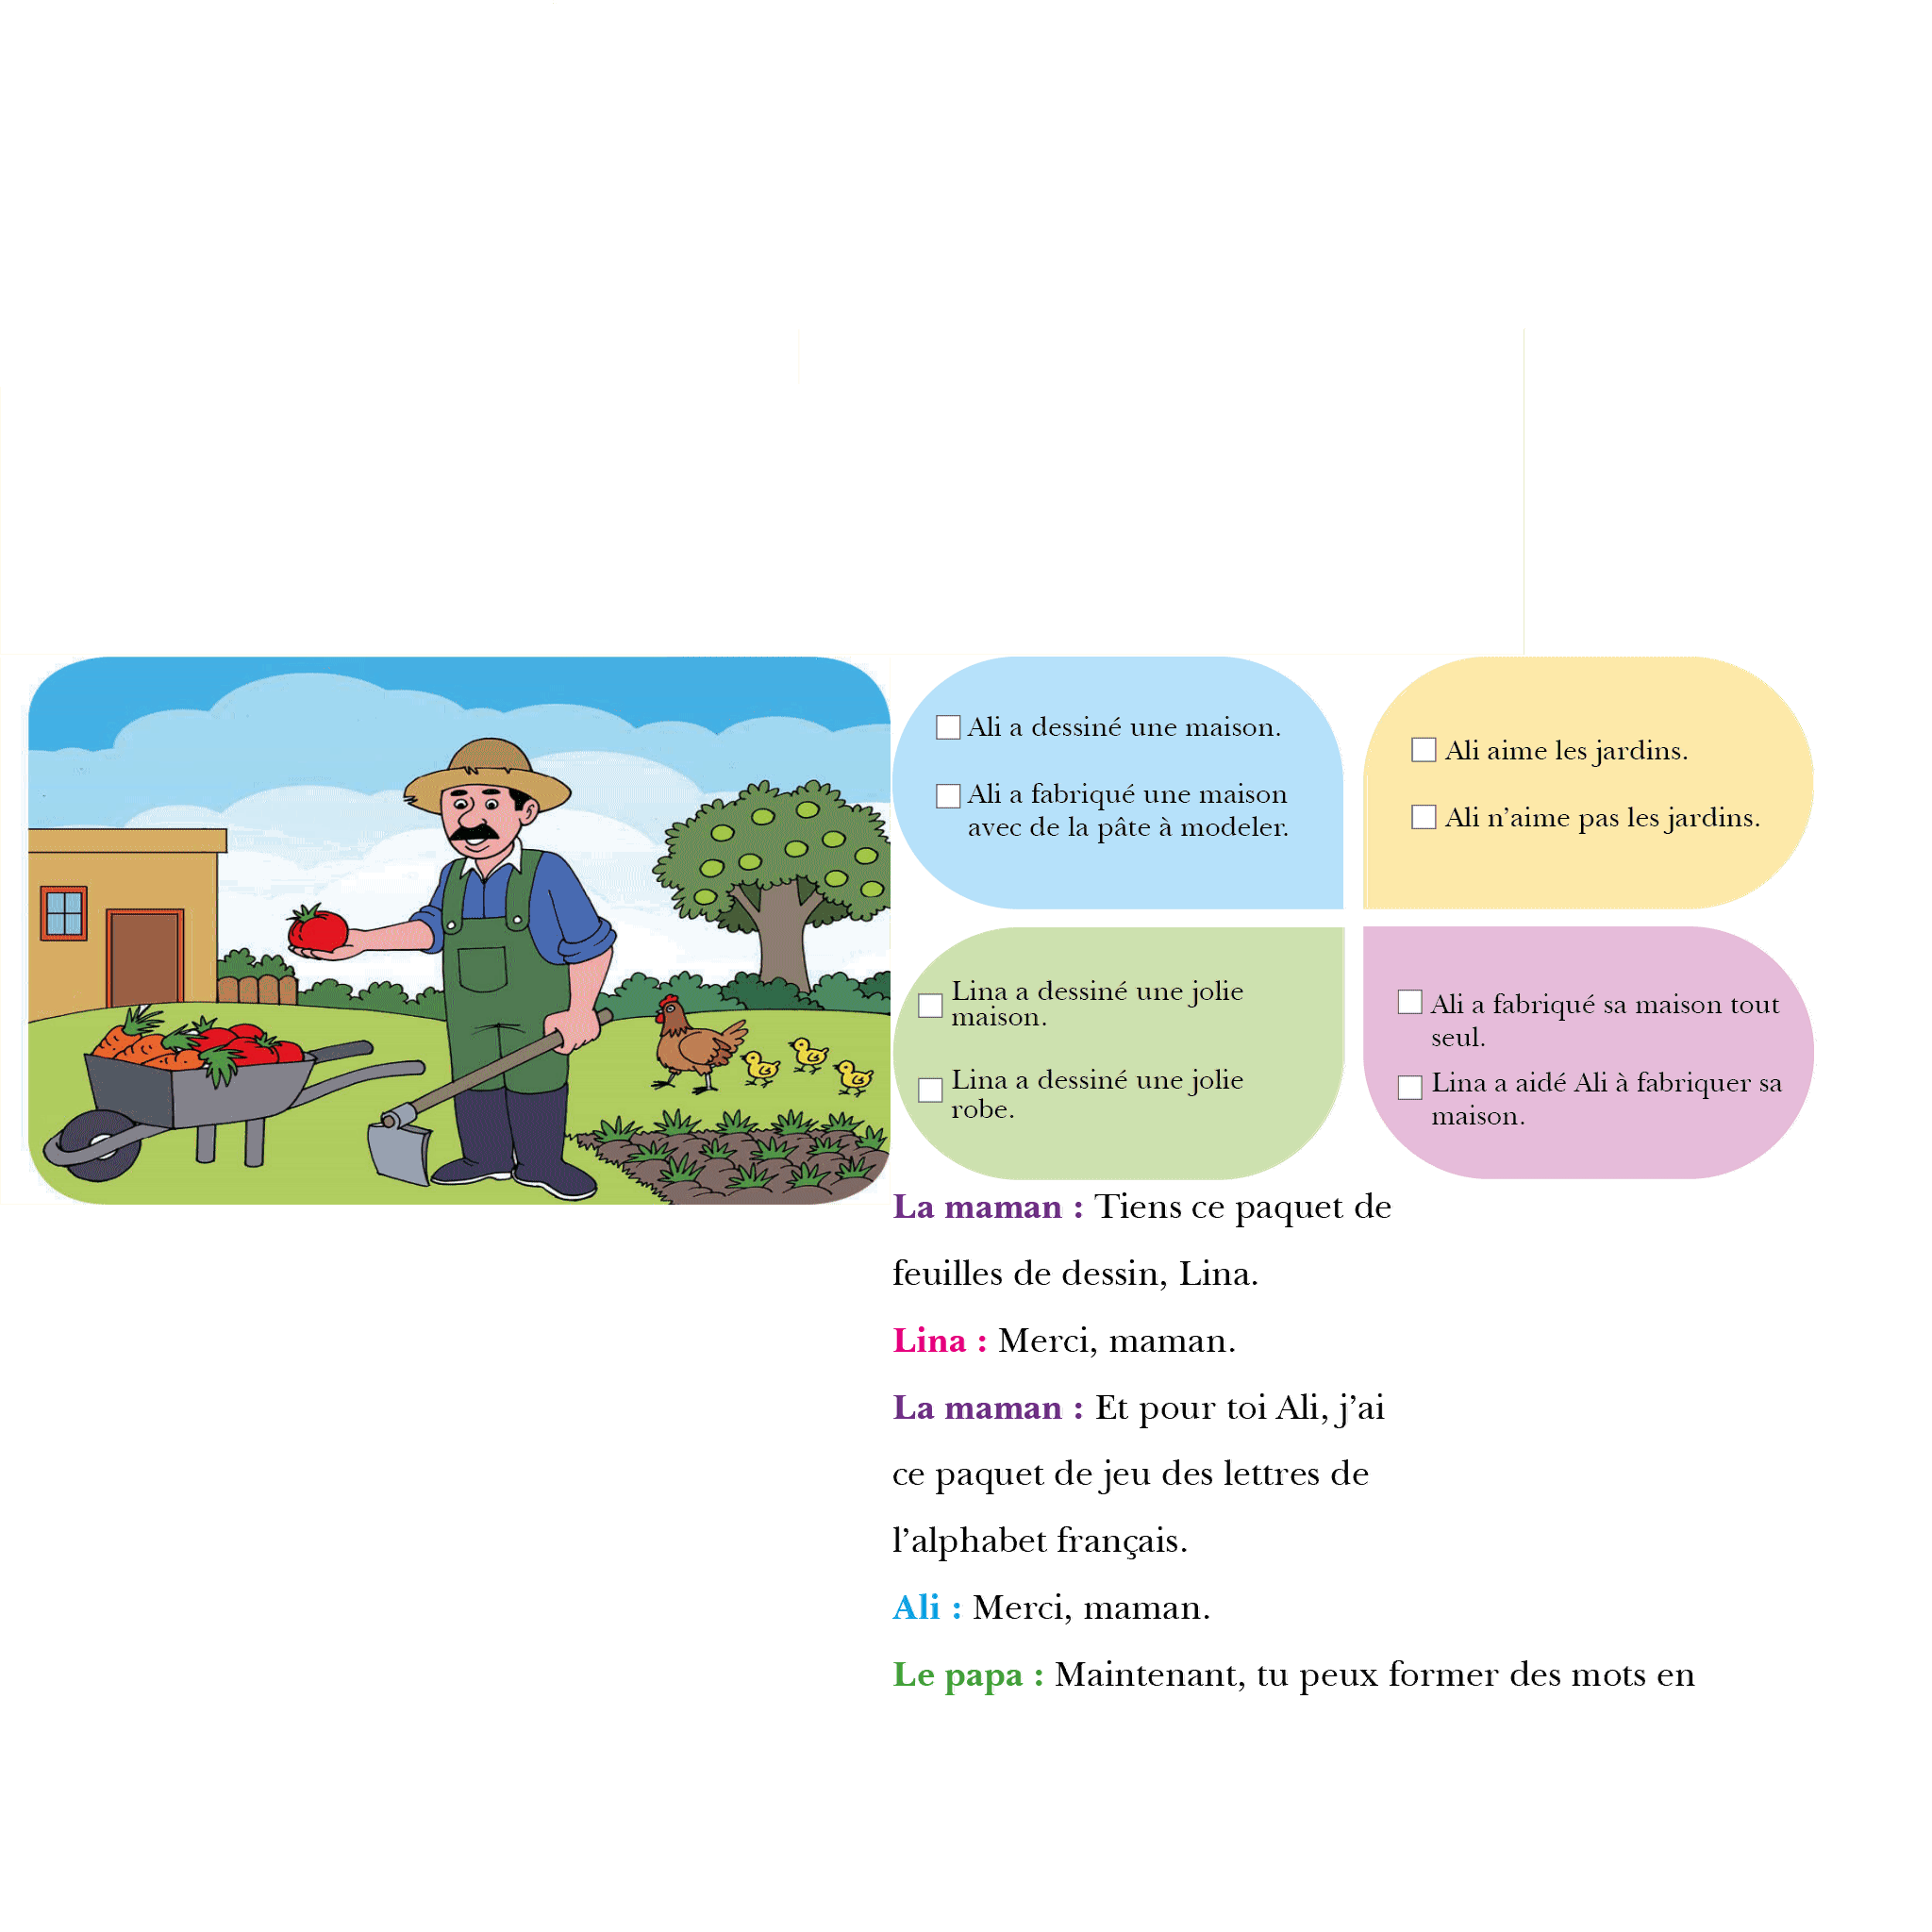 Ali a dessiné une maison.
Ali a fabriqué une maison
avec de la pâte à modeler.
Ali aime les jardins.
Ali n’aime pas les jardins.
Lina a dessiné une jolie
maison.
Lina a dessiné une jolie
robe.
Ali a fabriqué sa maison tout
seul.
Lina a aidé Ali à fabriquer sa
maison.
La maman : Tiens ce paquet de
feuilles de dessin, Lina.
Lina : Merci, maman.
La maman : Et pour toi Ali, j’ai
ce paquet de jeu des lettres de
l’alphabet français.
Ali : Merci, maman.
Le papa : Maintenant, tu peux former des mots en